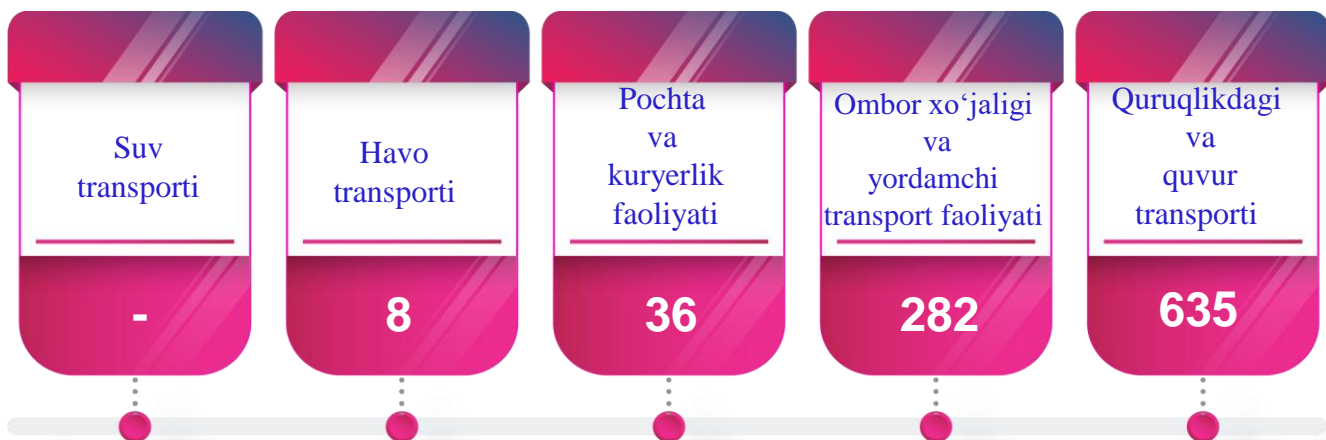 Suv
transporti
-
Havo
transporti
8
Pochta
va
kuryerlik
faoliyati
36
Ombor xo‘jaligi
va
yordamchi
transport faoliyati
282
Quruqlikdagi
va
quvur
transporti
635